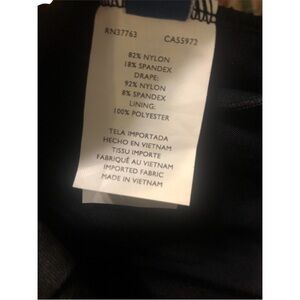 RN37763 CA55972
82% NYLON
18% SPANDEX
DRAPE:
92% NYLON
8% SPANDEX
LINING:
100% POLYESTER
TELA IMPORTADA
HECHO EN VIETNAM
TISSU IMPORTE
FABRIQUÉ AU VIETNAM
IMPORTED FABRIC
MADE IN VIETNAM